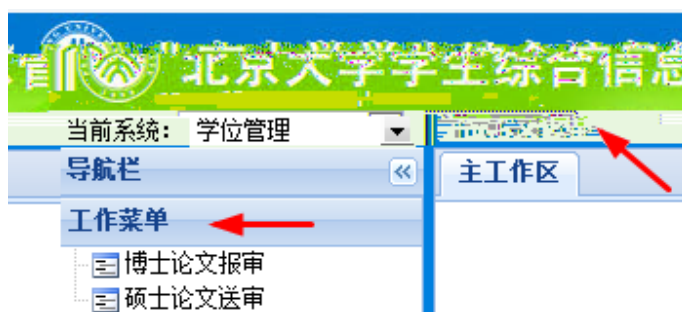 北京大学学生综合信息
当前系统： 学位管理
导航栏
主工作区
工作菜单
博士论文报审
硕士论文送审